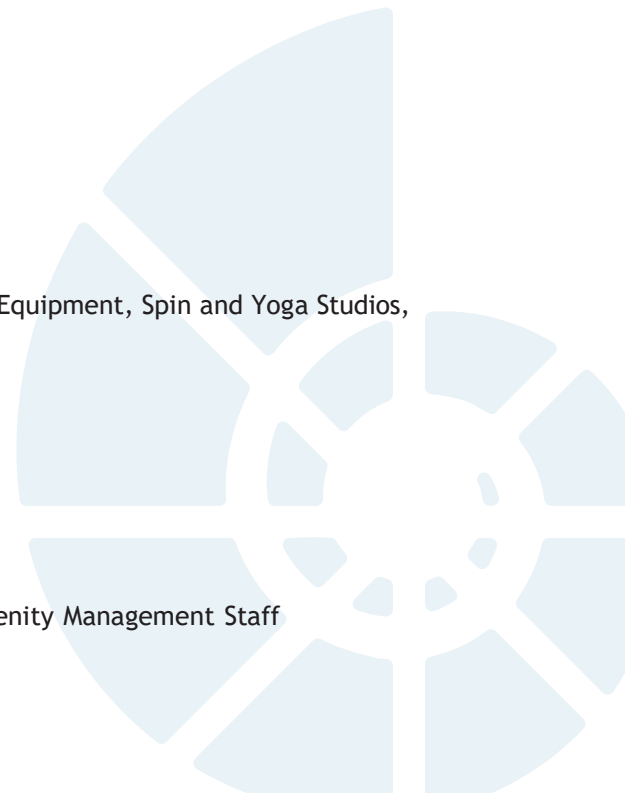 Equipment, Spin and Yoga Studios,
enity Management Staff